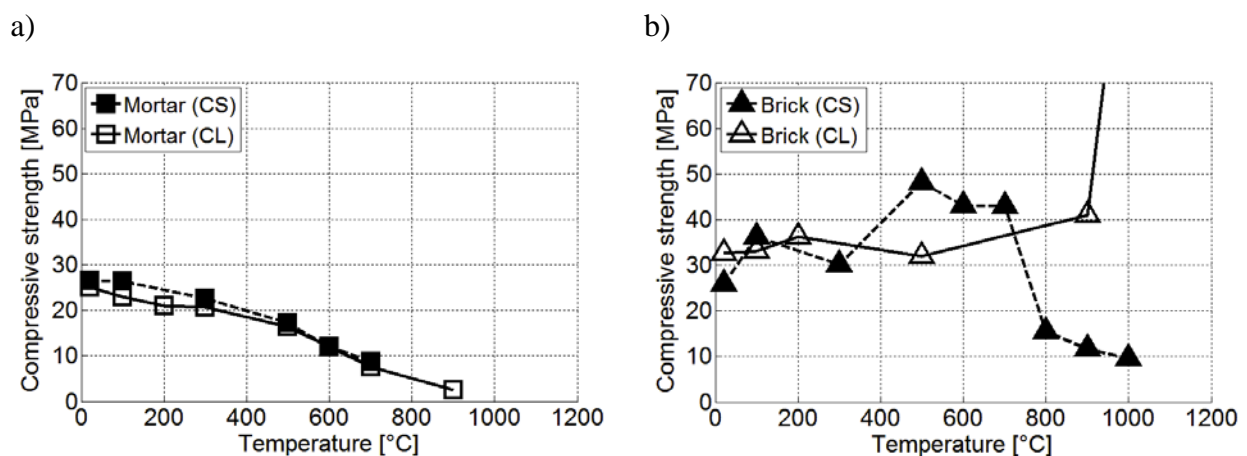 a)
b)
70
60
50
40
30
20
10
0
Compressive strength [MPa]
Mortar (CS)
Mortar (CL)
0 200 400 600 800 1000 1200
Temperature [°C]
70
60
50
40
30
20
10
0
Compressive strength [MPa]
Brick (CS)
Brick (CL)
0 200 400 600 800 1000 1200
Temperature [°C]